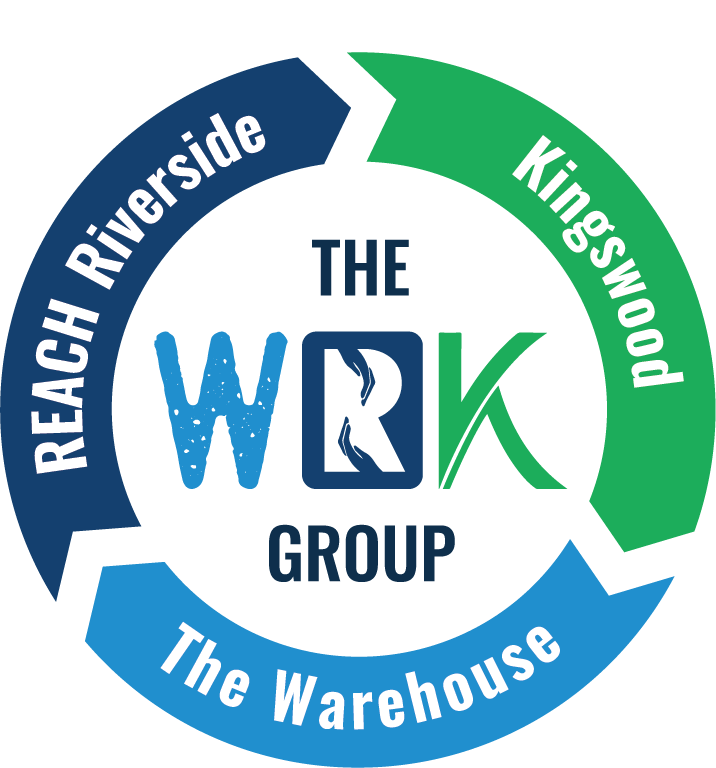 REACH Riverside
Kingswood
THE
WRK
GROUP
The Warehouse